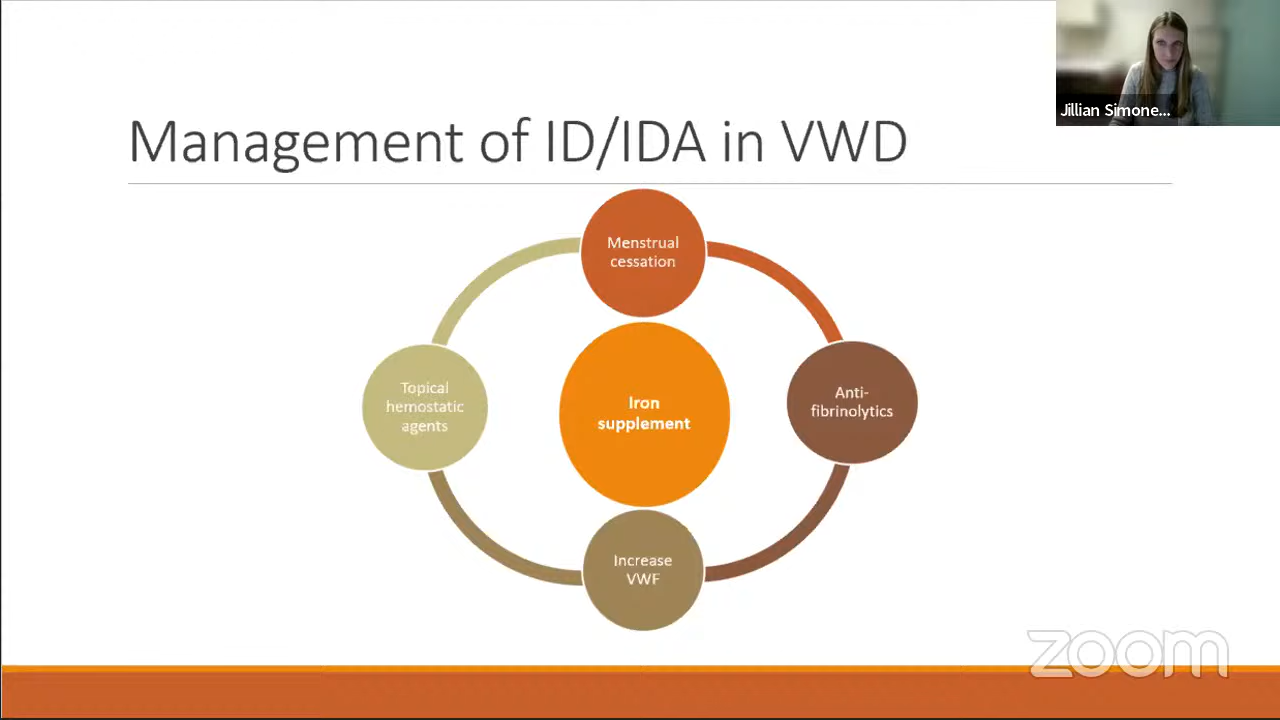 Jillian Simone...
Management of ID/IDA in VWD
Menstrual
cessation
Topical
hemostatic
agents
Iron
supplement
Anti-
fibrinolytics
Increase
VWF
zoom